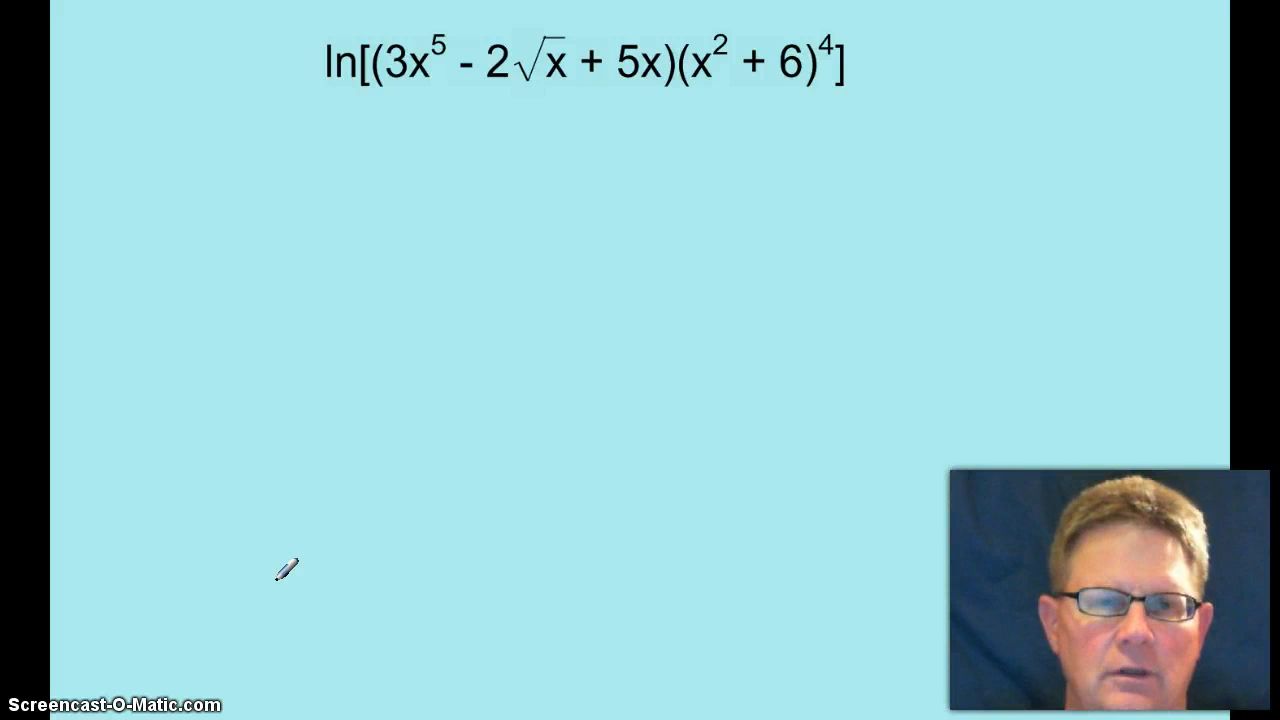 ln[(3x⁵ - 2√x + 5x)(x² + 6)⁴]
Screencast-O-Matic.com